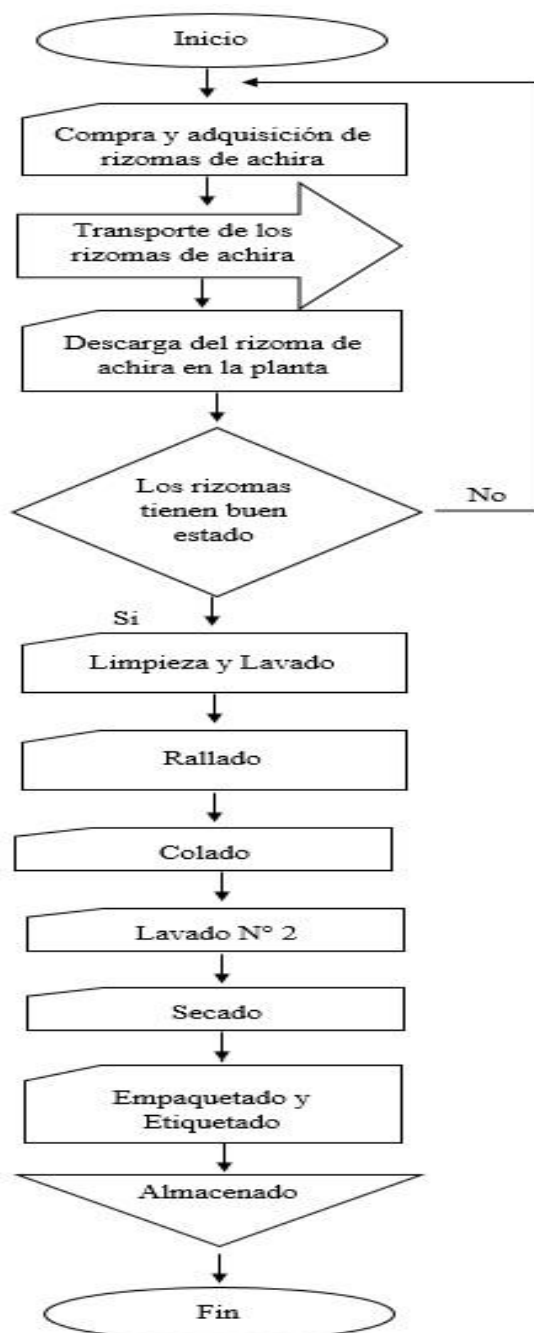 Inicio
Compra y adquisición de
rizomas de achira
Transporte de los
rizomas de achira
Descarga del rizoma de
achira en la planta
Los rizomas
tienen buen
estado
No
Si
Limpieza y Lavado
Rallado
Colado
Lavado N° 2
Secado
Empaquetado y
Etiquetado
Almacenado
Fin